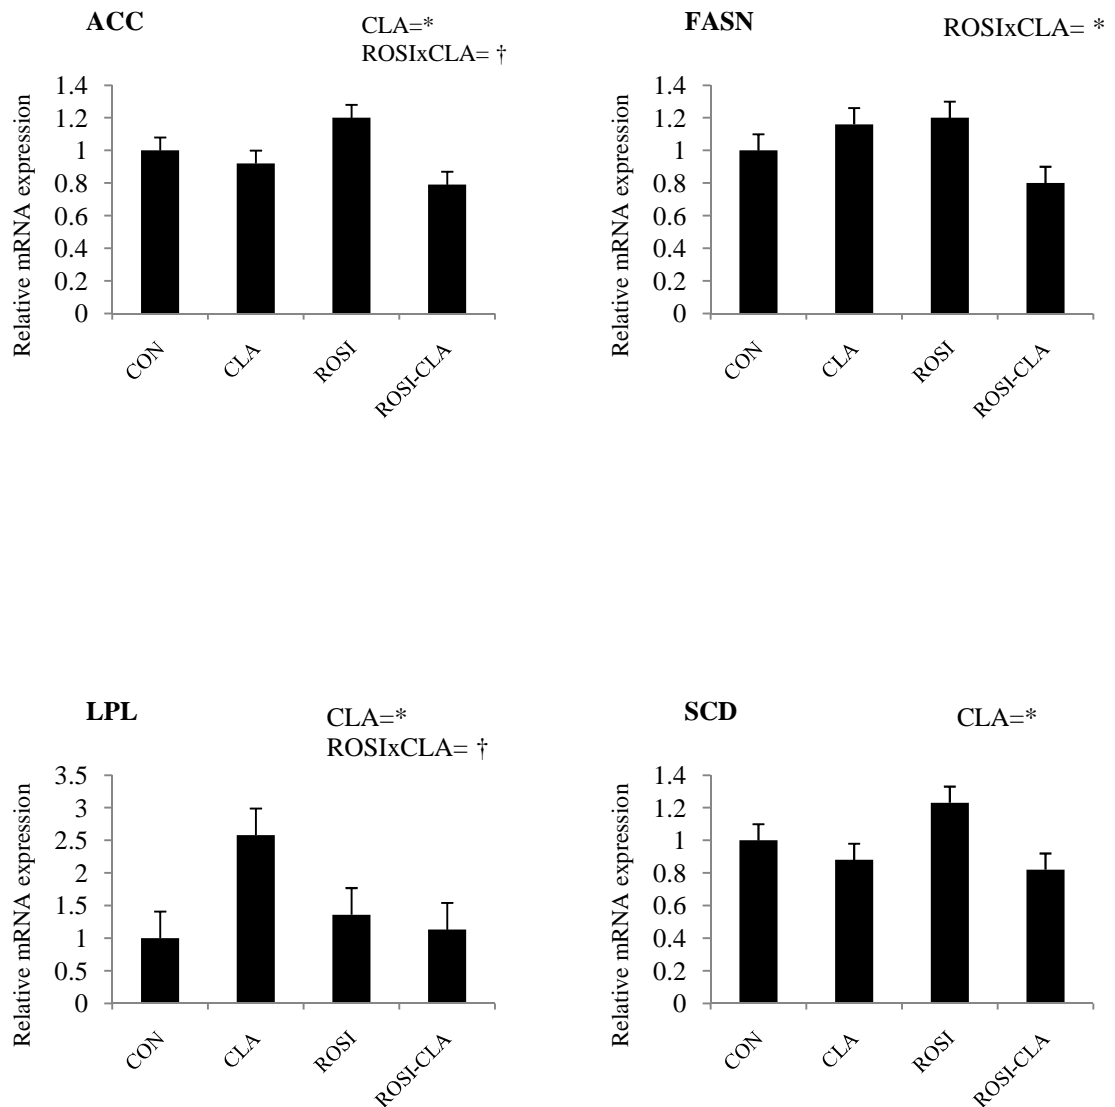 ACC
CLA=*
ROSIxCLA= †
Relative mRNA expression
1.4
1.2
1
0.8
0.6
0.4
0.2
0
CON
CLA
ROSI
ROSI-CLA
FASN
ROSIxCLA= *
Relative mRNA expression
1.4
1.2
1
0.8
0.6
0.4
0.2
0
CON
CLA
ROSI
ROSI-CLA
LPL
CLA=*
ROSIxCLA= †
Relative mRNA expression
3.5
3
2.5
2
1.5
1
0.5
0
CON
CLA
ROSI
ROSI-CLA
SCD
CLA=*
Relative mRNA expression
1.4
1.2
1
0.8
0.6
0.4
0.2
0
CON
CLA
ROSI
ROSI-CLA